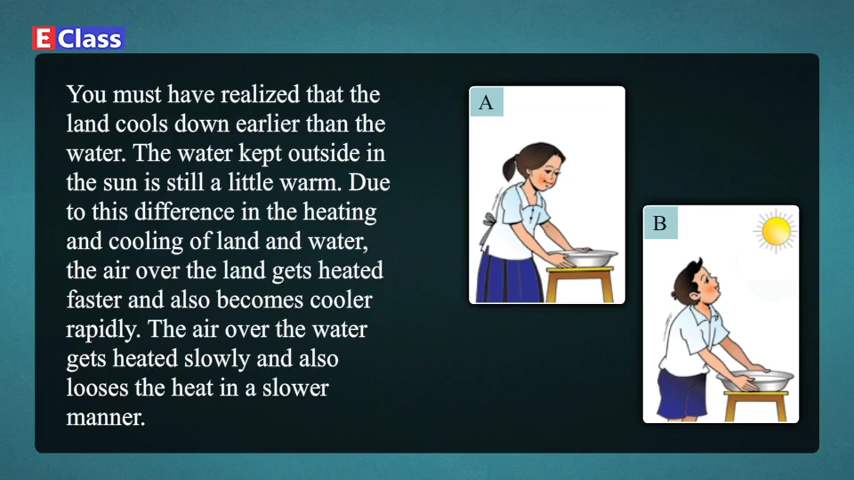 E Class
You must have realized that the
land cools down earlier than the
water. The water kept outside in
the sun is still a little warm. Due
to this difference in the heating
and cooling of land and water,
the air over the land gets heated
faster and also becomes cooler
rapidly. The air over the water
gets heated slowly and also
looses the heat in a slower
manner.
A
B